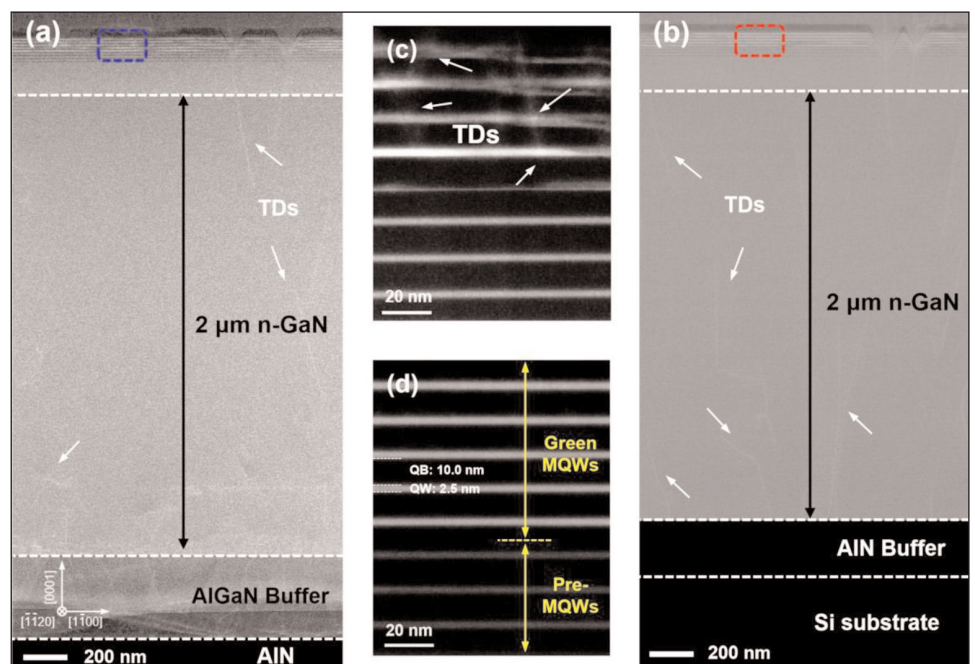 (a)
TDs
2 µm n-GaN
[0001]
[1̄1̄20]
[11̄00]
AlGaN Buffer
200 nm
AlN
(c)
TDs
20 nm
(d)
Green
MQWs
QB: 10.0 nm
QW: 2.5 nm
Pre-
MQWs
20 nm
(b)
TDs
2 µm n-GaN
AlN Buffer
Si substrate
200 nm